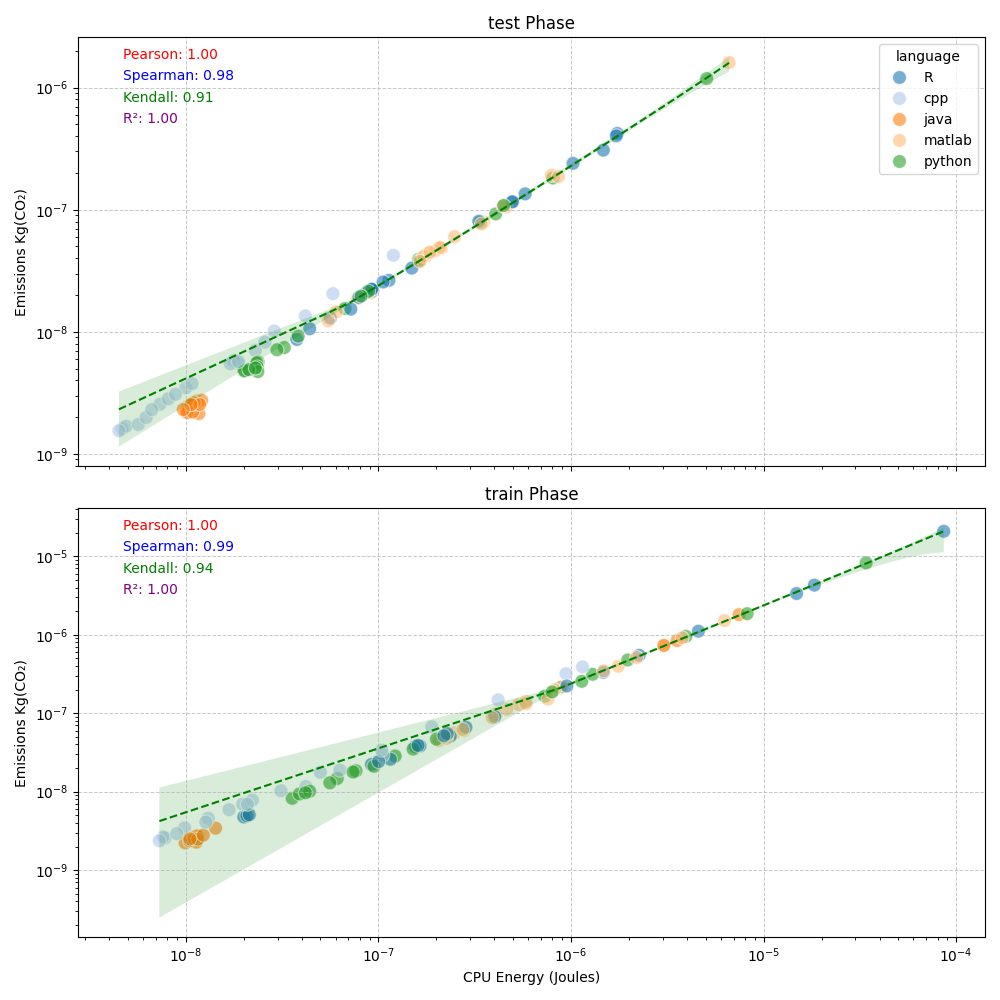 test Phase
Pearson: 1.00
Spearman: 0.98
Kendall: 0.91
R²: 1.00
language
R
cpp
java
matlab
python
Emissions Kg(CO₂)
10⁻⁶
10⁻⁷
10⁻⁸
10⁻⁹
train Phase
Pearson: 1.00
Spearman: 0.99
Kendall: 0.94
R²: 1.00
Emissions Kg(CO₂)
10⁻⁵
10⁻⁶
10⁻⁷
10⁻⁸
10⁻⁹
10⁻⁸ 10⁻⁷ 10⁻⁶ 10⁻⁵ 10⁻⁴
CPU Energy (Joules)